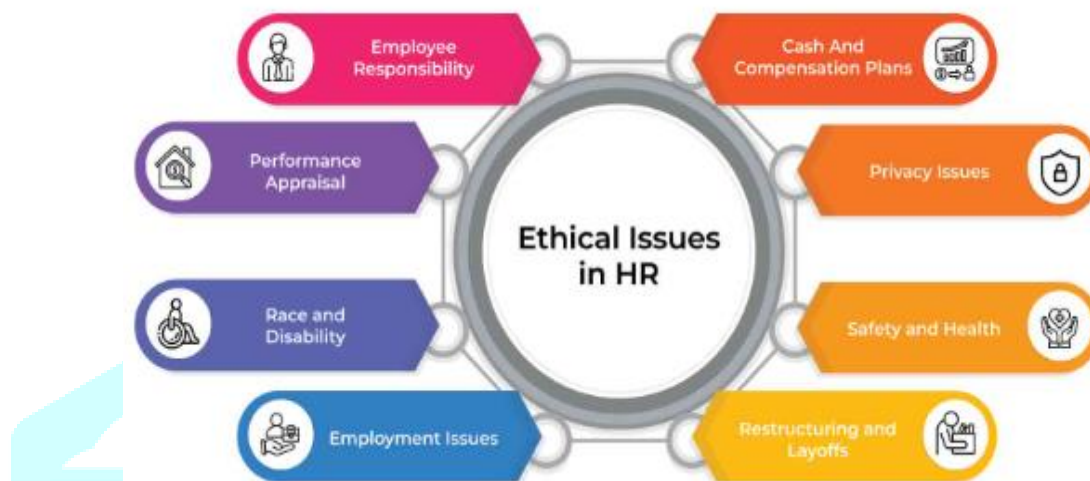 Employee
Responsibility
Cash And
Compensation Plans
Performance
Appraisal
Privacy Issues
Ethical Issues
in HR
Race and
Disability
Safety and Health
Employment Issues
Restructuring and
Layoffs